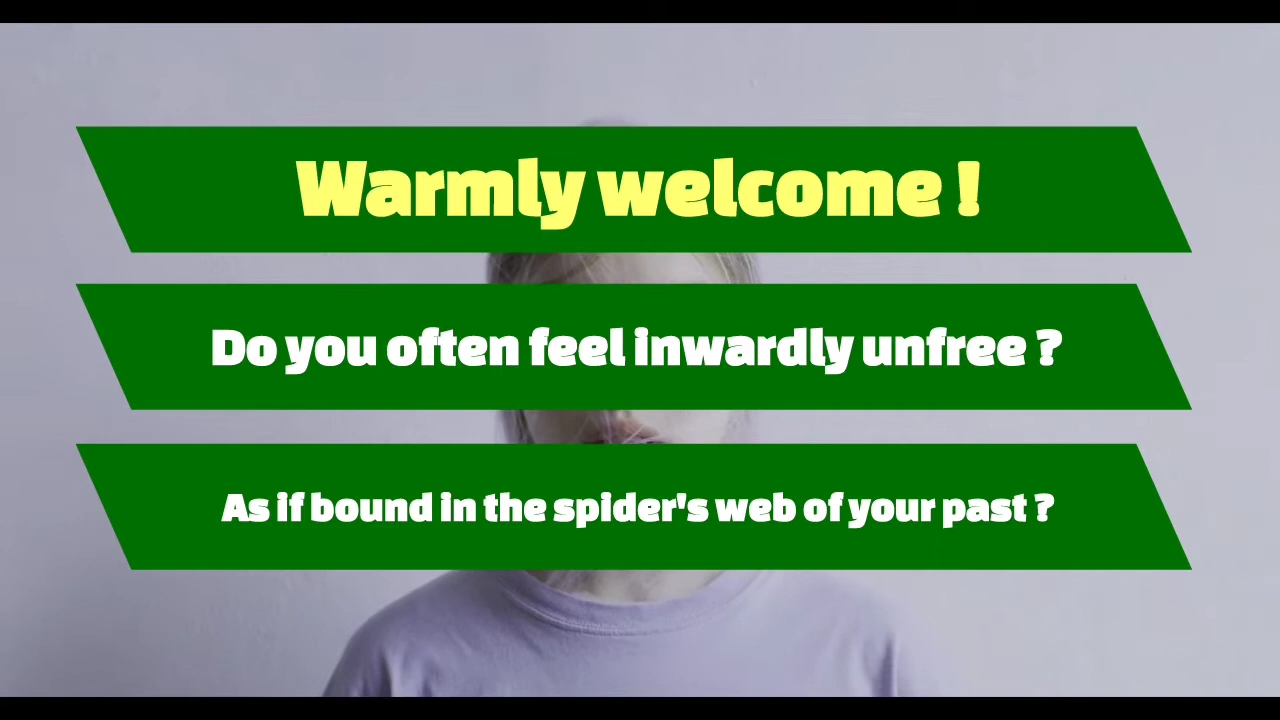 Warmly welcome !
Do you often feel inwardly unfree ?
As if bound in the spider's web of your past ?